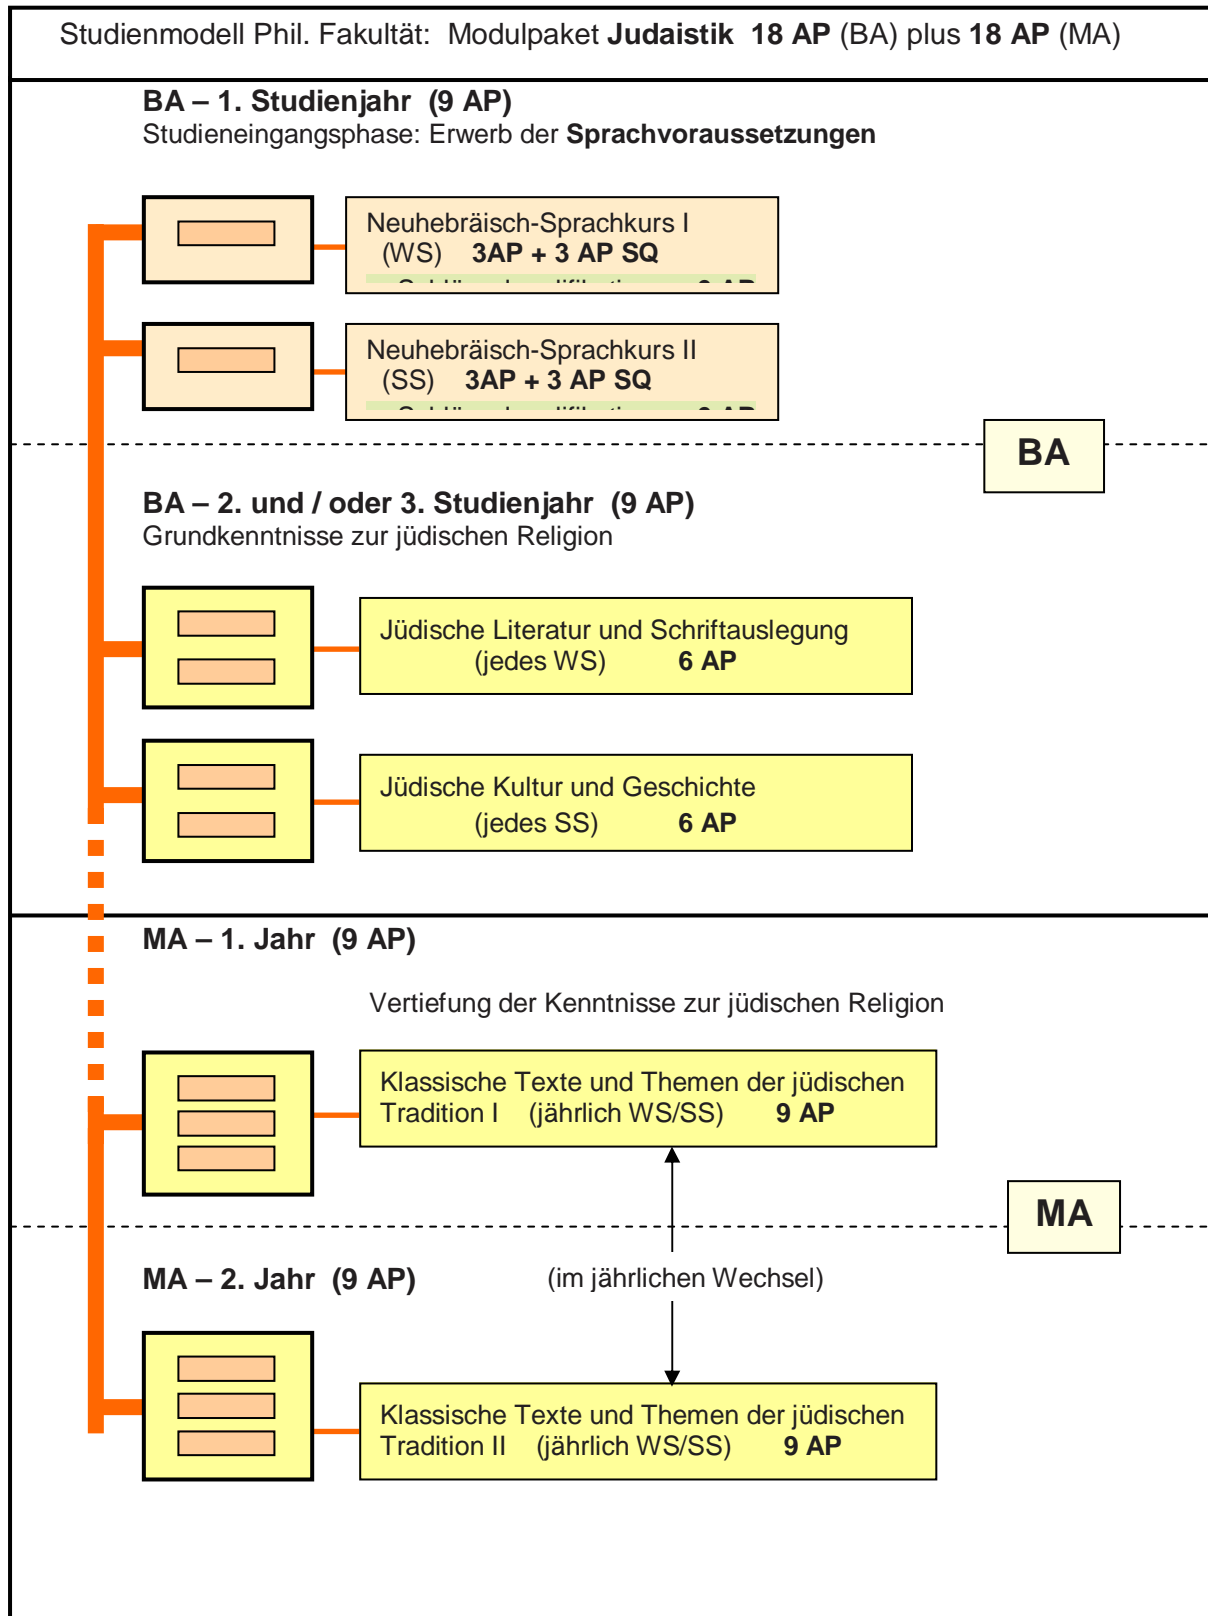 Studienmodell Phil. Fakultät: Modulpaket Judaistik 18 AP (BA) plus 18 AP (MA)
BA – 1. Studienjahr (9 AP)
Studieneingangsphase: Erwerb der Sprachvoraussetzungen
Neuhebräisch-Sprachkurs I
(WS) 3AP + 3 AP SQ
Neuhebräisch-Sprachkurs II
(SS) 3AP + 3 AP SQ
BA
BA – 2. und / oder 3. Studienjahr (9 AP)
Grundkenntnisse zur jüdischen Religion
Jüdische Literatur und Schriftauslegung
(jedes WS) 6 AP
Jüdische Kultur und Geschichte
(jedes SS) 6 AP
MA – 1. Jahr (9 AP)
Vertiefung der Kenntnisse zur jüdischen Religion
Klassische Texte und Themen der jüdischen
Tradition I (jährlich WS/SS) 9 AP
MA
MA – 2. Jahr (9 AP)
(im jährlichen Wechsel)
Klassische Texte und Themen der jüdischen
Tradition II (jährlich WS/SS) 9 AP